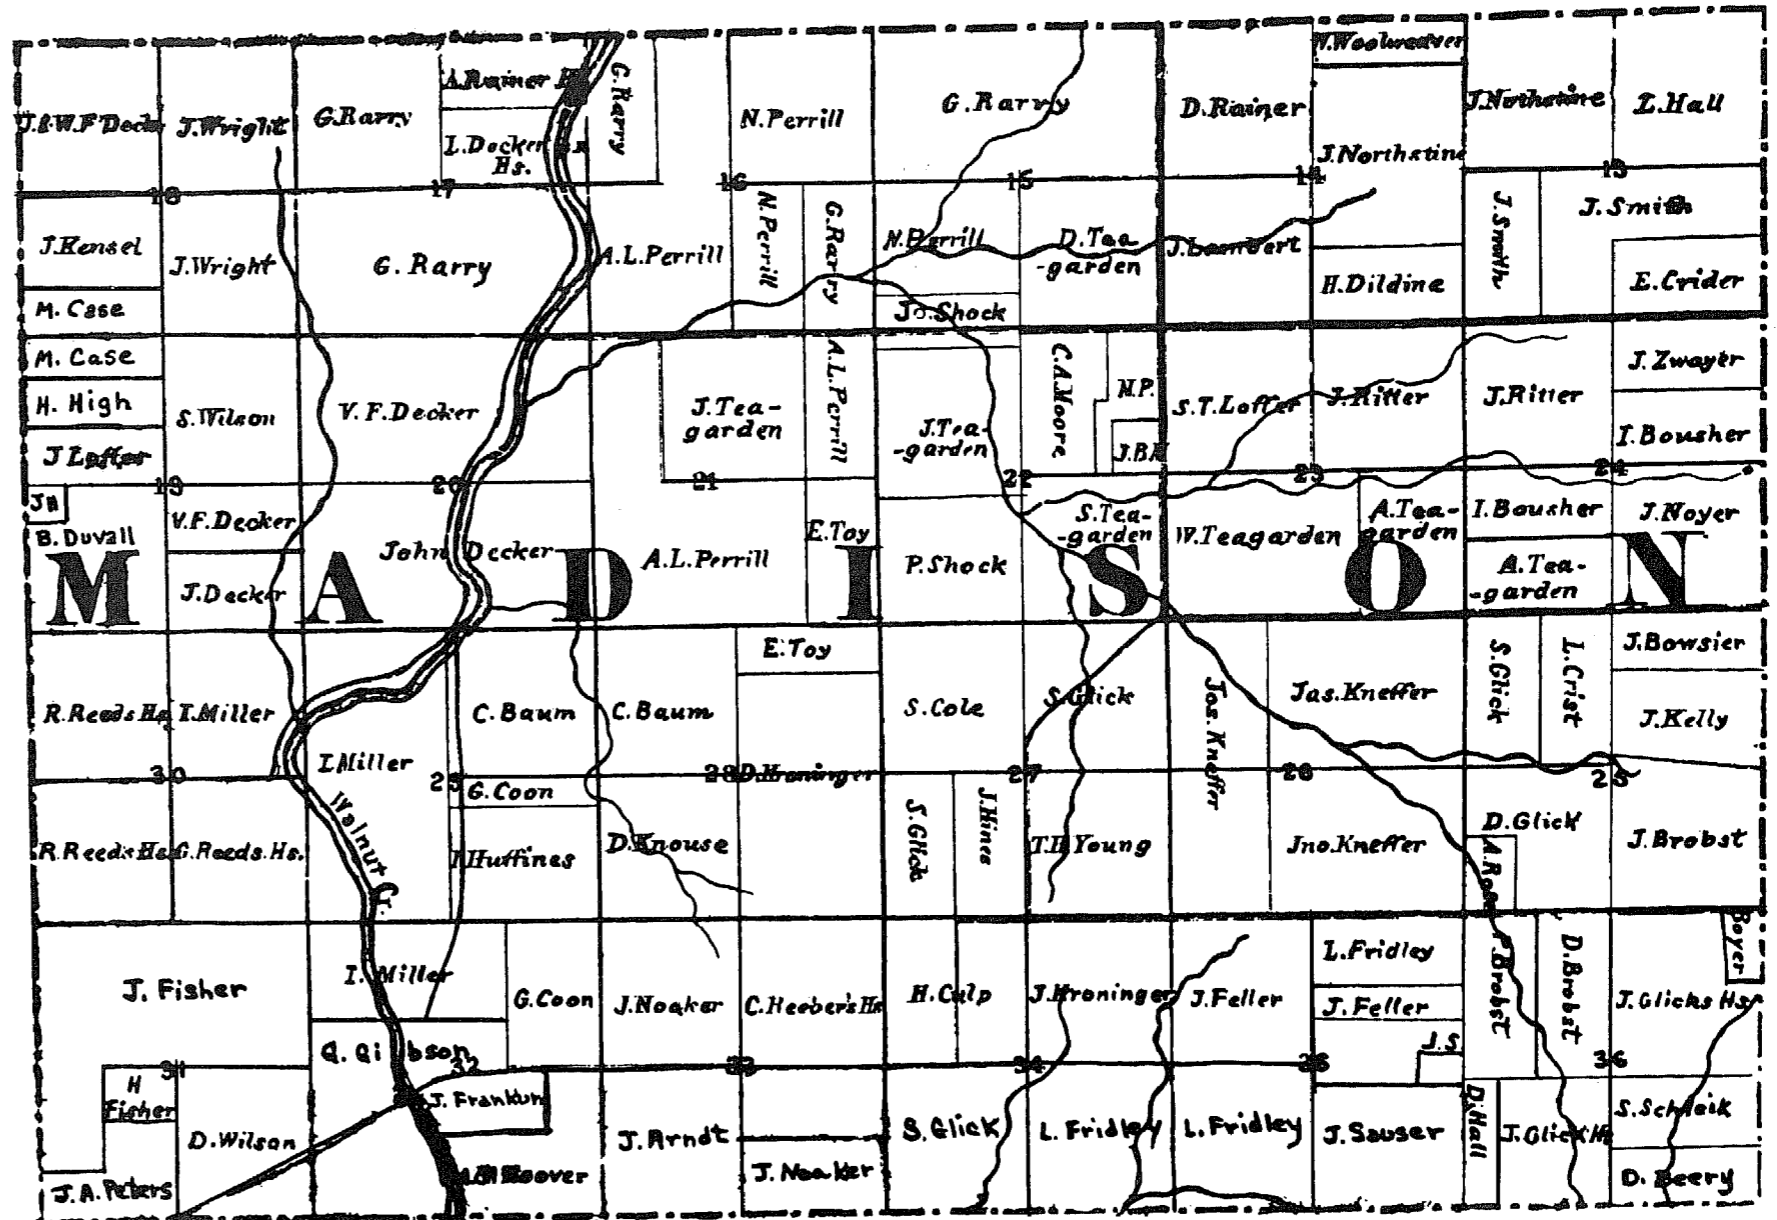 W. Woolweaver
A. Rainer H
G. Rarry
J. & W. F. Deck
J. Wright
G. Rarry
L. Decker
Hs.
N. Perrill
G. Rarry
D. Rainer
J. Northstine
J. Northstine
L. Hall
18
17
16
15
14
13
J. Kensel
J. Wright
G. Rarry
A. L. Perrill
N. Perrill
G. Rarry
N. Perrill
D. Tea
-garden
J. Lambert
H. Dildine
J. Smith
J. Smith
E. Crider
M. Case
Jo. Shock
M. Case
H. High
J. Loffer
S. Wilson
V. F. Decker
J. Tea-
garden
A. L. Perrill
J. Tea-
-garden
C. A. Moore
N. P.
J. B.
S. T. Loffer
J. Ritter
J. Ritter
J. Zwayer
I. Bousher
19
20
21
22
23
24
J H
B. Duvall
V. F. Decker
J. Decker
John Decker
A. L. Perrill
E. Toy
P. Shock
S. Tea-
-garden
W. Teagarden
A. Tea-
garden
I. Bousher
J. Noyer
A. Tea-
-garden
MADISON
R. Reeds Hs
I. Miller
I. Miller
C. Baum
C. Baum
E. Toy
S. Cole
S. Glick
Jos. Kneffer
Jas. Kneffer
S. Glick
L. Crist
J. Bowsier
J. Kelly
30
29
28
D. Kroninger
27
26
25
G. Coon
R. Reeds Hs
G. Reeds. Hs.
Walnut Cr.
Huffines
D. Knouse
S. Glick
J. Hines
T. H. Young
Jno. Kneffer
D. Glick
J. Brobst
J. Fisher
I. Miller
G. Coon
J. Noaker
C. Heeber's Hs
H. Culp
J. Kroninger
J. Feller
L. Fridley
J. Feller
P. Brobst
D. Brobst
Boyer
J. Glicks Hs
31
32
33
34
35
36
G. Gibson
J. S.
H
Fisher
D. Wilson
J. A. Peters
J. Franklin
Hoover
J. Arndt
J. Noaker
S. Glick
L. Fridley
L. Fridley
J. Sauser
D. Hall
J. Glick Hs
S. Schleik
D. Beery